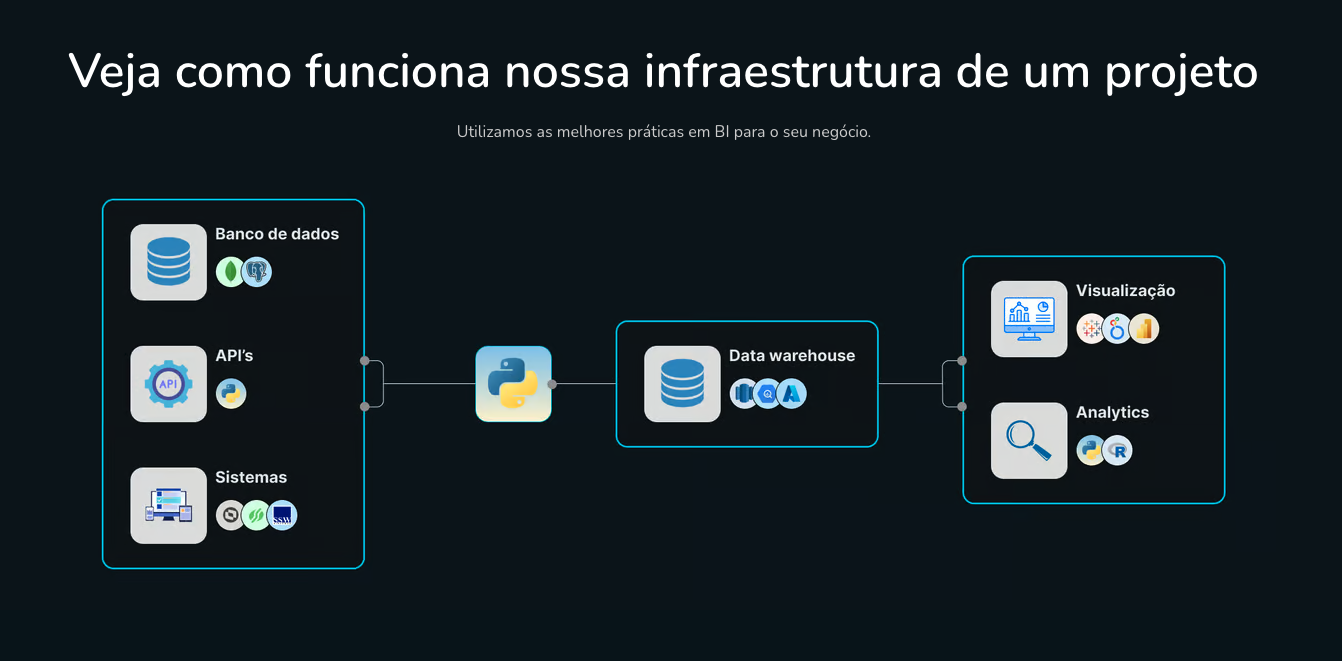 Veja como funciona nossa infraestrutura de um projeto
Utilizamos as melhores práticas em BI para o seu negócio.
Banco de dados
API's
API
Sistemas
SSW
Data warehouse
Visualização
Analytics
R